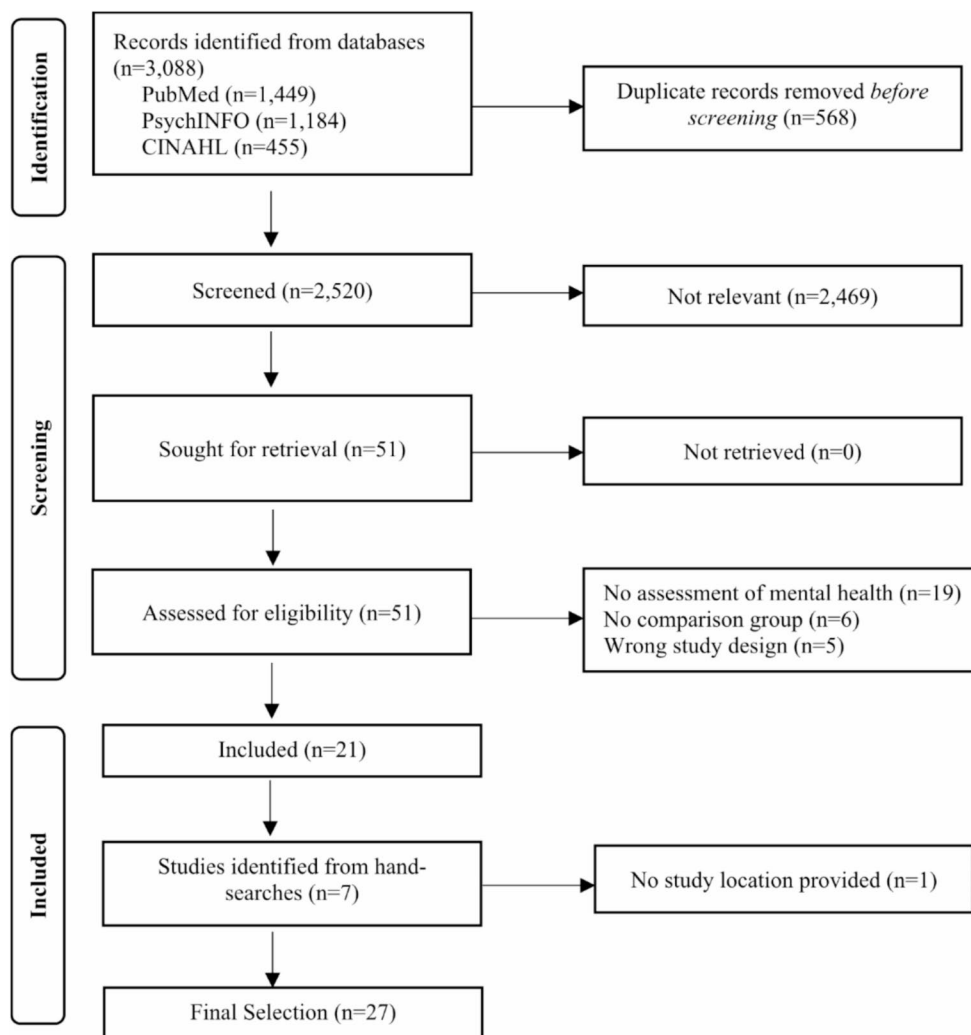 Identification
Records identified from databases
(n=3,088)
PubMed (n=1,449)
PsychINFO (n=1,184)
CINAHL (n=455)
Duplicate records removed before
screening (n=568)
Screening
Screened (n=2,520)
Not relevant (n=2,469)
Sought for retrieval (n=51)
Not retrieved (n=0)
Assessed for eligibility (n=51)
No assessment of mental health (n=19)
No comparison group (n=6)
Wrong study design (n=5)
Included
Included (n=21)
Studies identified from hand-
searches (n=7)
No study location provided (n=1)
Final Selection (n=27)